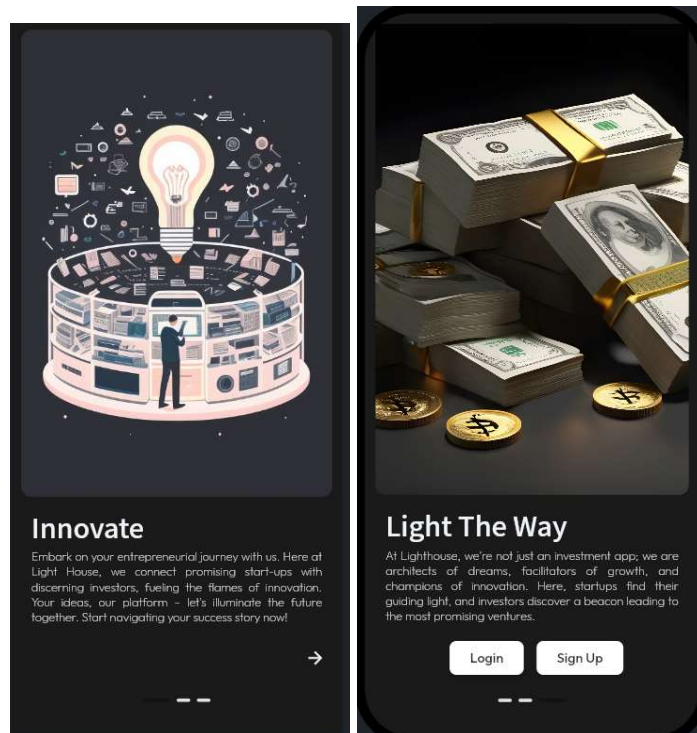 Innovate
Embark on your entrepreneurial journey with us. Here at
Light House, we connect promising start-ups with
discerning investors, fueling the flames of innovation.
Your ideas, our platform – let's illuminate the future
together. Start navigating your success story now!
Light The Way
At Lighthouse, we're not just an investment app; we are
architects of dreams, facilitators of growth, and
champions of innovation. Here, startups find their
guiding light, and investors discover a beacon leading to
the most promising ventures.
Login
Sign Up